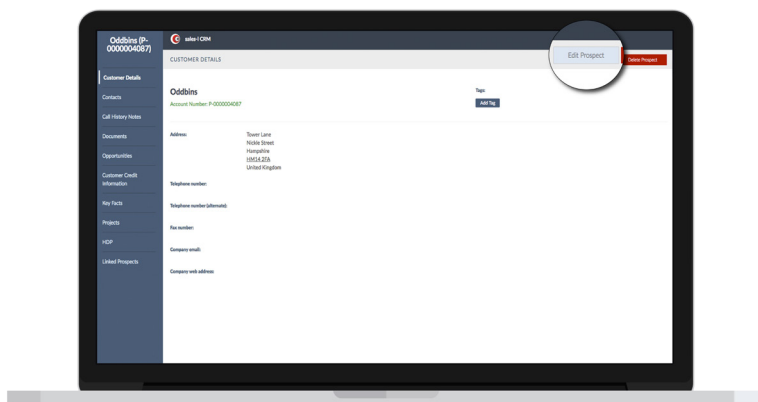 Oddbins (P-
0000004087)
sales-i CRM
Edit Prospect
Delete Prospect
CUSTOMER DETAILS
Customer Details
Contacts
Call History Notes
Documents
Opportunities
Customer Credit
Information
Key Facts
Projects
HDP
Linked Prospects
Oddbins
Account Number: P-0000004087
Tags:
Add Tag
Address:
Tower Lane
Nickle Street
Hampshire
HM14 2FA
United Kingdom
Telephone number:
Telephone number (alternate):
Fax number:
Company email:
Company web address: